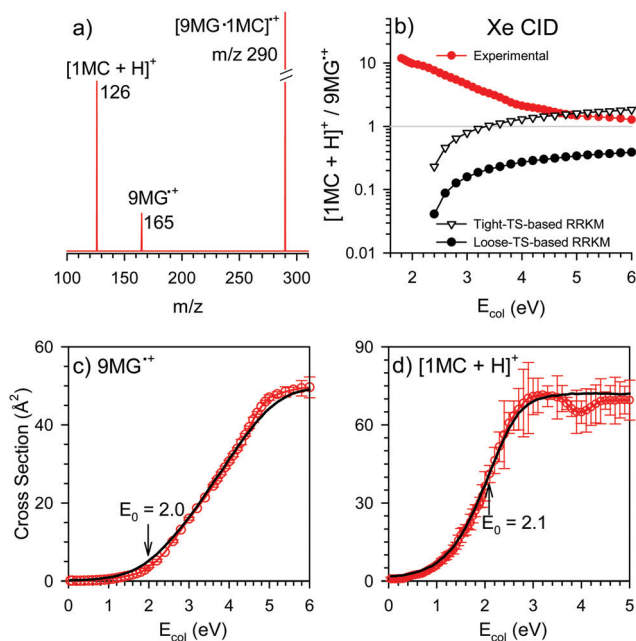 a)
[9MG·1MC]•+
m/z 290
[1MC + H]+
126
9MG•+
165
100 150 200 250 300
m/z
b) Xe CID
Experimental
[1MC + H]+ / 9MG•+
10
1
0.1
0.01
Tight-TS-based RRKM
Loose-TS-based RRKM
2 3 4 5 6
Ecol (eV)
c) 9MG•+
Cross Section (Å2)
60
40
20
0
E0 = 2.0
0 2 4 6
Ecol (eV)
d) [1MC + H]+
90
60
30
0
E0 = 2.1
0 1 2 3 4 5
Ecol (eV)